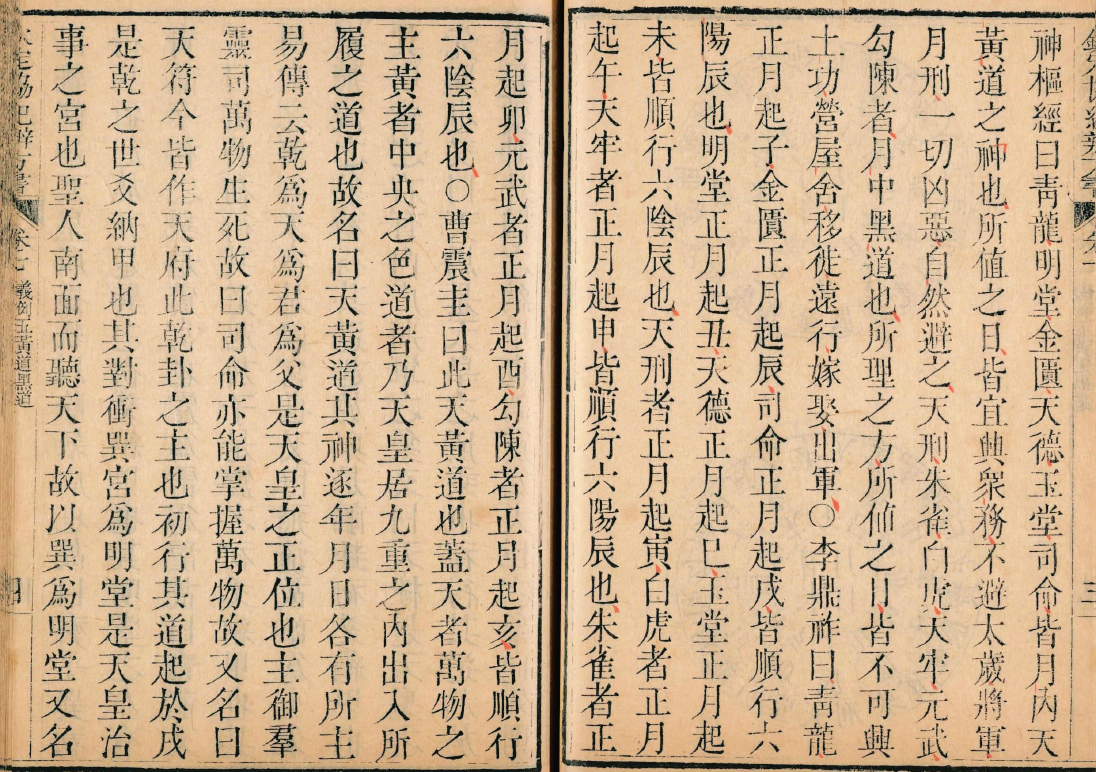 神樞經曰青龍明堂金匱天德玉堂司命皆月內天
黃道之神也所值之日皆宜興衆務不避太歲將軍
月刑一切凶惡自然避之天刑朱雀白虎天牢元武
勾陳者月中黑道也所理之方所値之日皆不可興
土功營屋舍移徙遠行嫁娶出軍○李鼎祚曰青龍
正月起子金匱正月起辰司命正月起戌皆順行六
陽辰也明堂正月起丑天德正月起巳玉堂正月起
未皆順行六陰辰也天刑者正月起寅白虎者正月
起午天牢者正月起申皆順行六陽辰也朱雀者正
月起卯元武者正月起酉勾陳者正月起亥皆順行
六陰辰也○曹震圭曰此天黃道也蓋天者萬物之
主黃者中央之色道者乃天皇居九重之內出入所
履之道也故名曰天黃道其神逐年月日各有所主
易傳云乾爲天爲君爲父是天皇之正位也主御羣
靈司萬物生死故曰司命亦能掌握萬物故又名曰
天符今皆作天府此乾卦之主也初行其道起於戌
是乾之世爻納甲也其對衝巽宮爲明堂是天皇治
事之宮也聖人南面而聽天下故以巽爲明堂又名
卷七 義例五黃道黑道
四